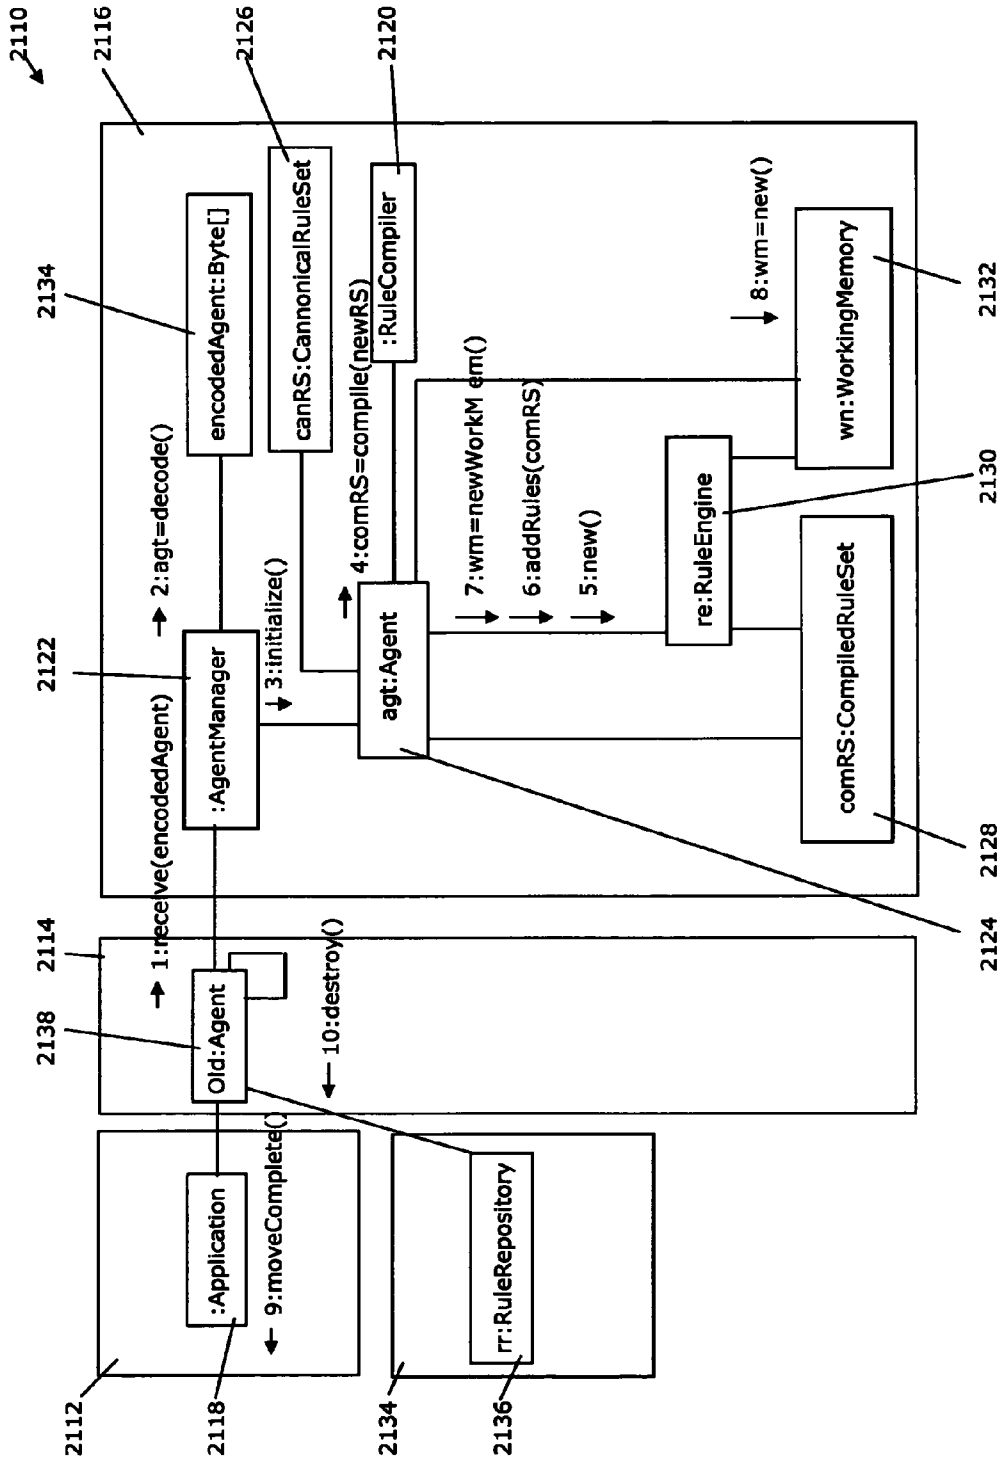 2110
2116
2126
2120
2134
encodedAgent:Byte[]
canRS:CannonicalRuleSet
:RuleCompiler
8:wm=new()
wn:WorkingMemory
2132
2122
2:agt=decode()
:AgentManager
3:initialize()
4:comRS=compile(newRS)
agt:Agent
7:wm=newWorkM em()
6:addRules(comRS)
5:new()
re:RuleEngine
2130
comRS:CompiledRuleSet
2128
2124
2114
1:receive(encodedAgent)
2138
Old:Agent
10:destroy()
:Application
9:moveComplete()
rr:RuleRepository
2112
2118
2134
2136